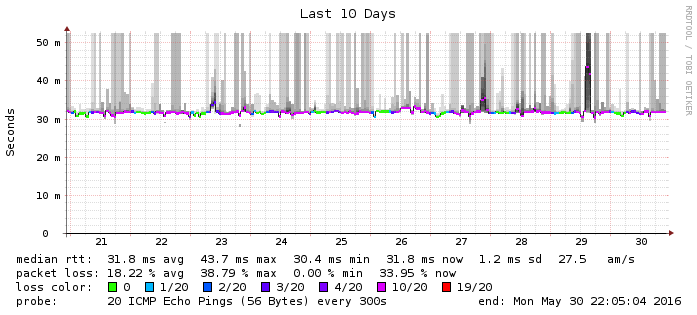 Last 10 Days
RRDTOOL / TOBI OETIKER
Seconds
50 m
40 m
30 m
20 m
10 m
0
21 22 23 24 25 26 27 28 29 30
median rtt: 31.8 ms avg 43.7 ms max 30.4 ms min 31.8 ms now 1.2 ms sd 27.5 am/s
packet loss: 18.22 % avg 38.79 % max 0.00 % min 33.95 % now
loss color: 0 1/20 2/20 3/20 4/20 10/20 19/20
probe: 20 ICMP Echo Pings (56 Bytes) every 300s end: Mon May 30 22:05:04 2016